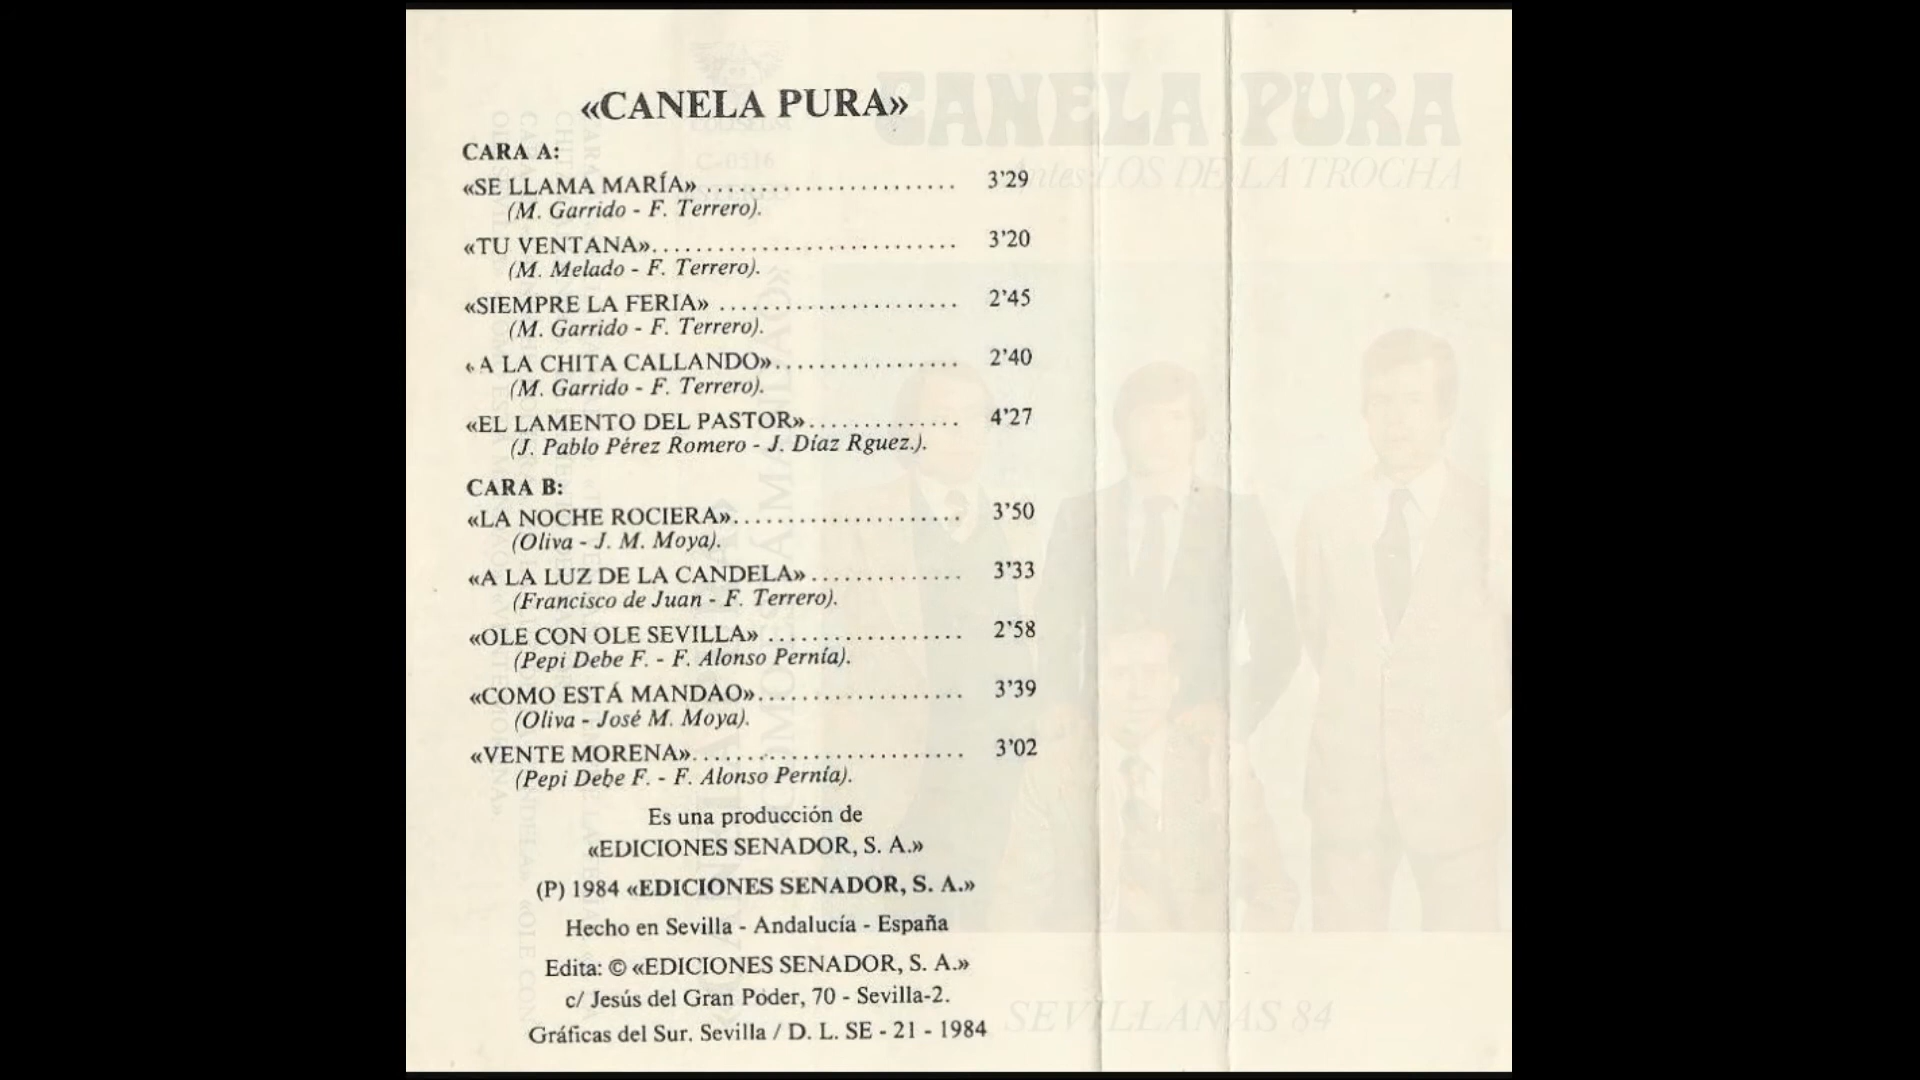 «CANELA PURA»
CARA A:
«SE LLAMA MARÍA» ........................ 3’29
(M. Garrido - F. Terrero).
«TU VENTANA»............................. 3’20
(M. Melado - F. Terrero).
«SIEMPRE LA FERIA» ...................... 2’45
(M. Garrido - F. Terrero).
«A LA CHITA CALLANDO»................. 2’40
(M. Garrido - F. Terrero).
«EL LAMENTO DEL PASTOR».............. 4’27
(J. Pablo Pérez Romero - J. Díaz Rguez.).
CARA B:
«LA NOCHE ROCIERA»..................... 3’50
(Oliva - J. M. Moya).
«A LA LUZ DE LA CANDELA».............. 3’33
(Francisco de Juan - F. Terrero).
«OLE CON OLE SEVILLA» .................. 2’58
(Pepi Debe F. - F. Alonso Pernía).
«COMO ESTÁ MANDAO».................... 3’39
(Oliva - José M. Moya).
«VENTE MORENA».......................... 3’02
(Pepi Debe F. - F. Alonso Pernía).
Es una producción de
«EDICIONES SENADOR, S. A.»
(P) 1984 «EDICIONES SENADOR, S. A.»
Hecho en Sevilla - Andalucía - España
Edita: © «EDICIONES SENADOR, S. A.»
c/ Jesús del Gran Poder, 70 - Sevilla-2.
Gráficas del Sur. Sevilla / D. L. SE - 21 - 1984
CANELA PURA
Antes: LOS DE LA TROCHA
SEVILLANAS 84
C-0516